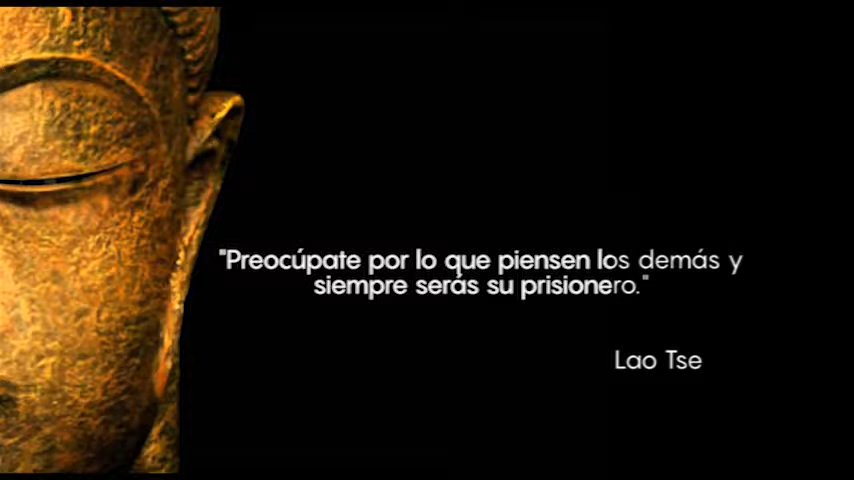 "Preocúpate por lo que piensen los demás y
siempre serás su prisionero."
Lao Tse